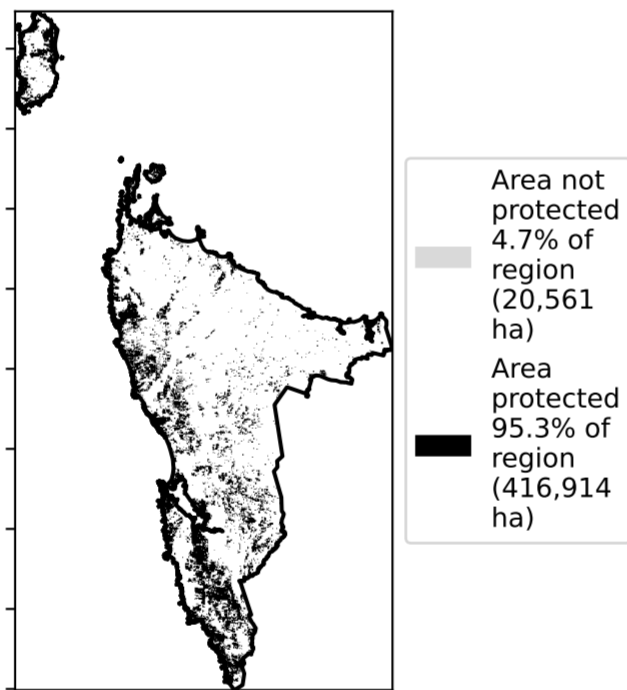 Area not
protected
4.7% of
region
(20,561
ha)
Area
protected
95.3% of
region
(416,914
ha)